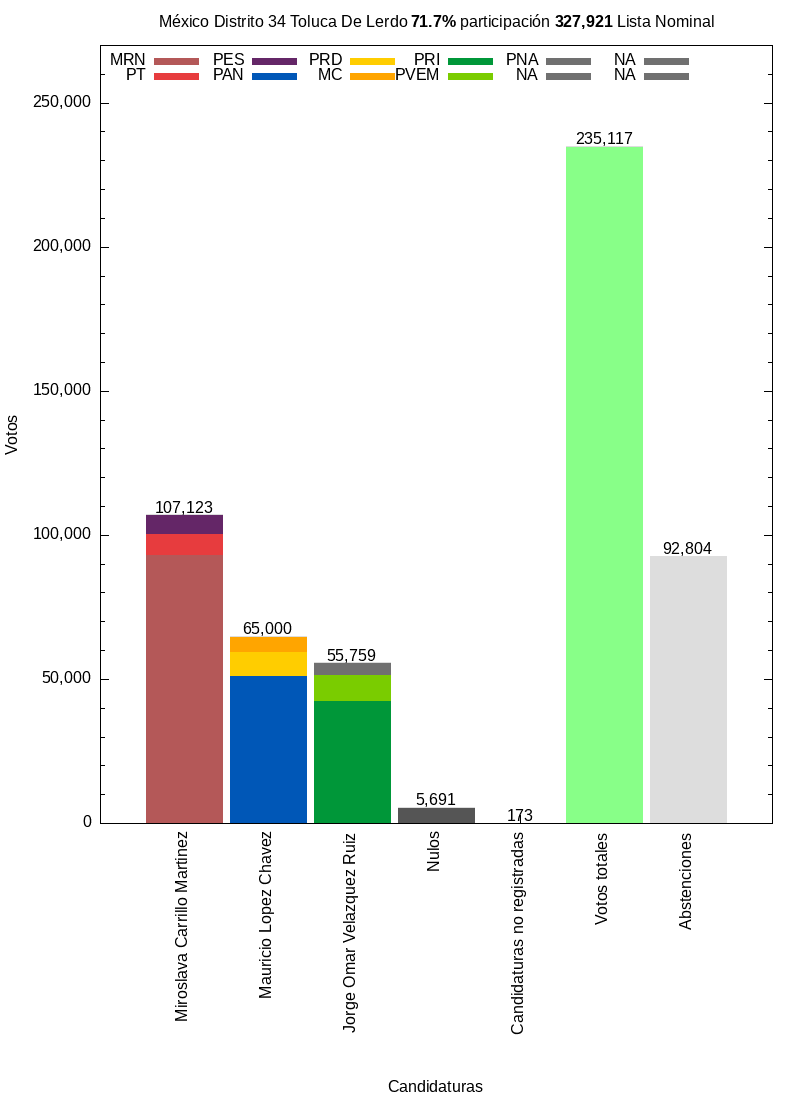 México Distrito 34 Toluca De Lerdo 71.7% participación 327,921 Lista Nominal
MRN PES PRD PRI PNA NA
PT PAN MC PVEM NA NA
250,000
235,117
200,000
150,000
Votos
107,123
100,000
92,804
65,000
55,759
50,000
5,691
173
0
Miroslava Carrillo Martinez
Mauricio Lopez Chavez
Jorge Omar Velazquez Ruiz
Nulos
Candidaturas no registradas
Votos totales
Abstenciones
Candidaturas